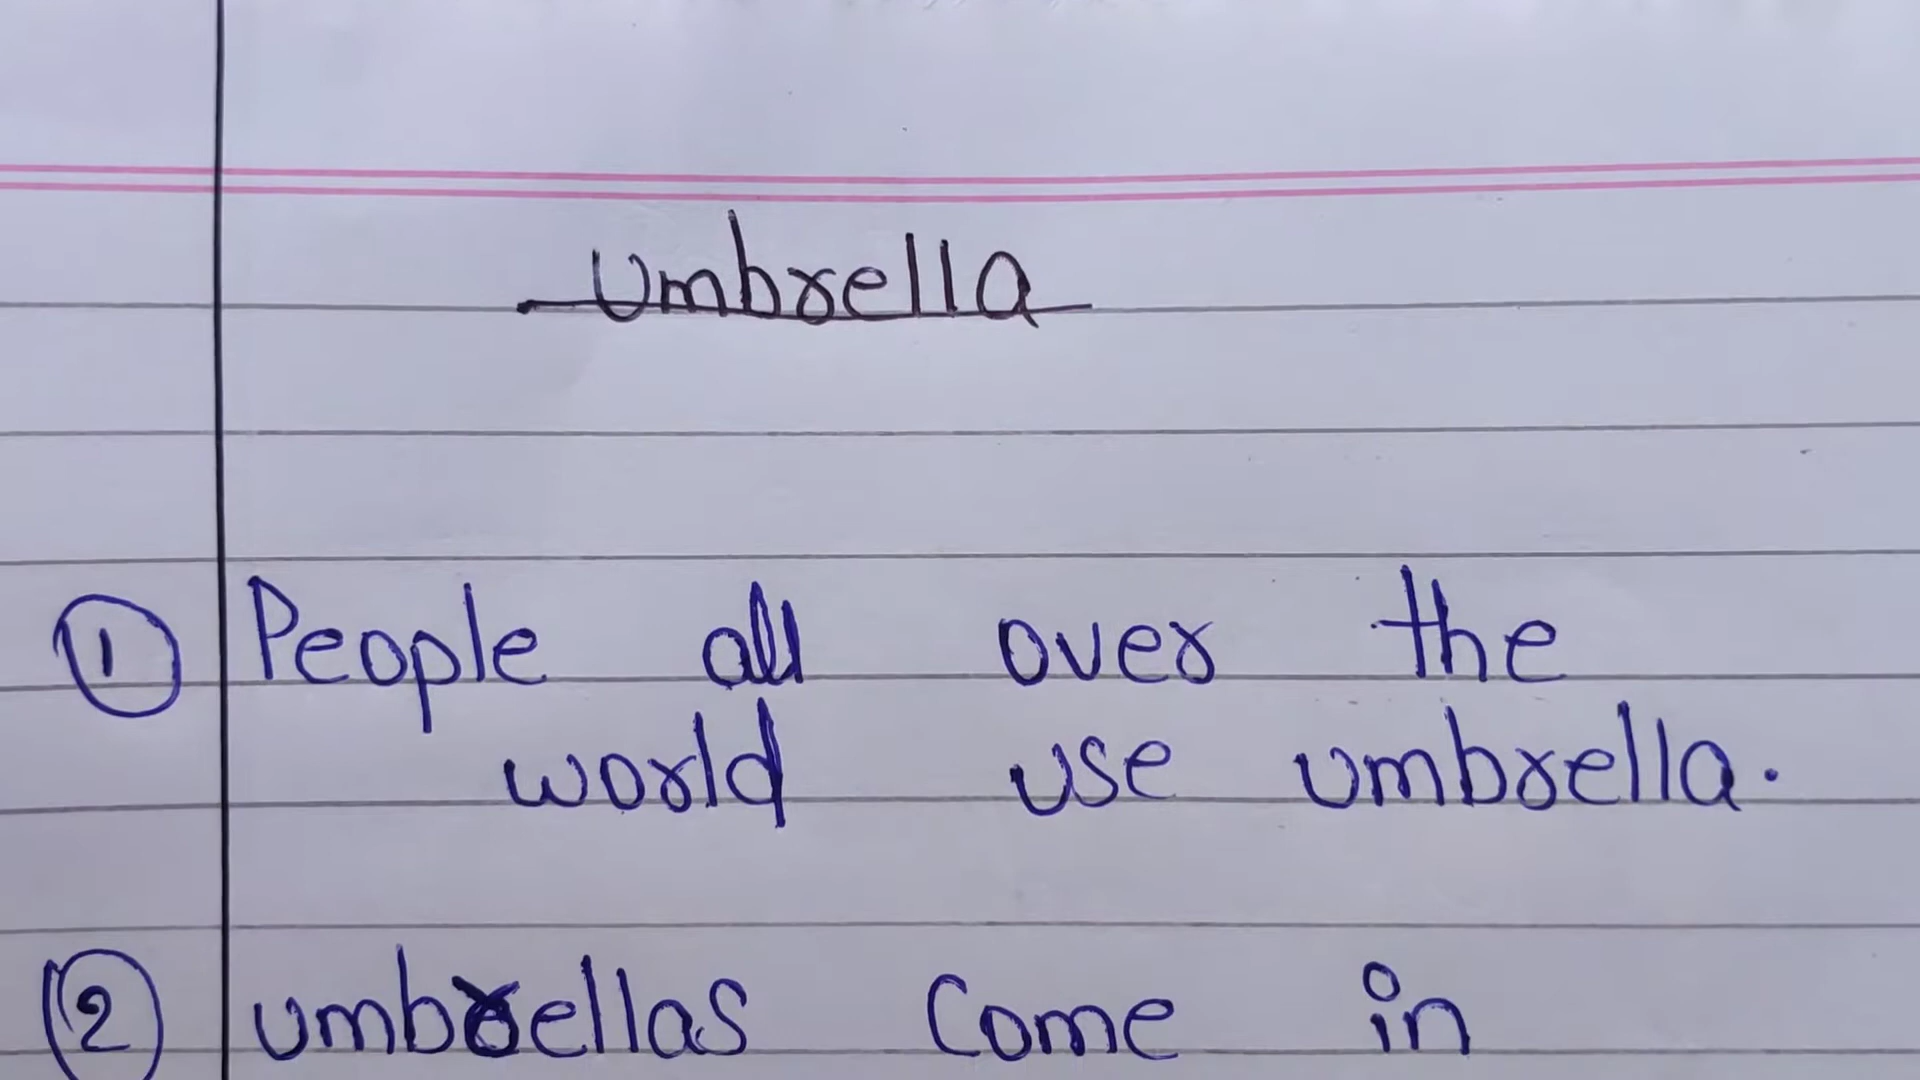 Umbrella
① People all over the
world use umbrella.
② umbrellas Come in